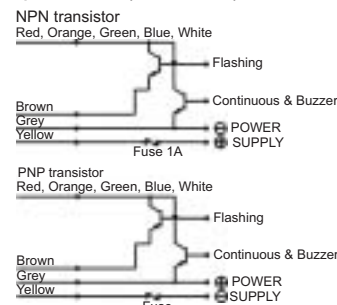 NPN transistor
Red, Orange, Green, Blue, White
Flashing
Continuous & Buzzer
Brown
Grey
⊖ POWER
Yellow
⊕ SUPPLY
Fuse 1A
PNP transistor
Red, Orange, Green, Blue, White
Flashing
Continuous & Buzzer
Brown
Grey
⊕ POWER
Yellow
⊖ SUPPLY
Fuse